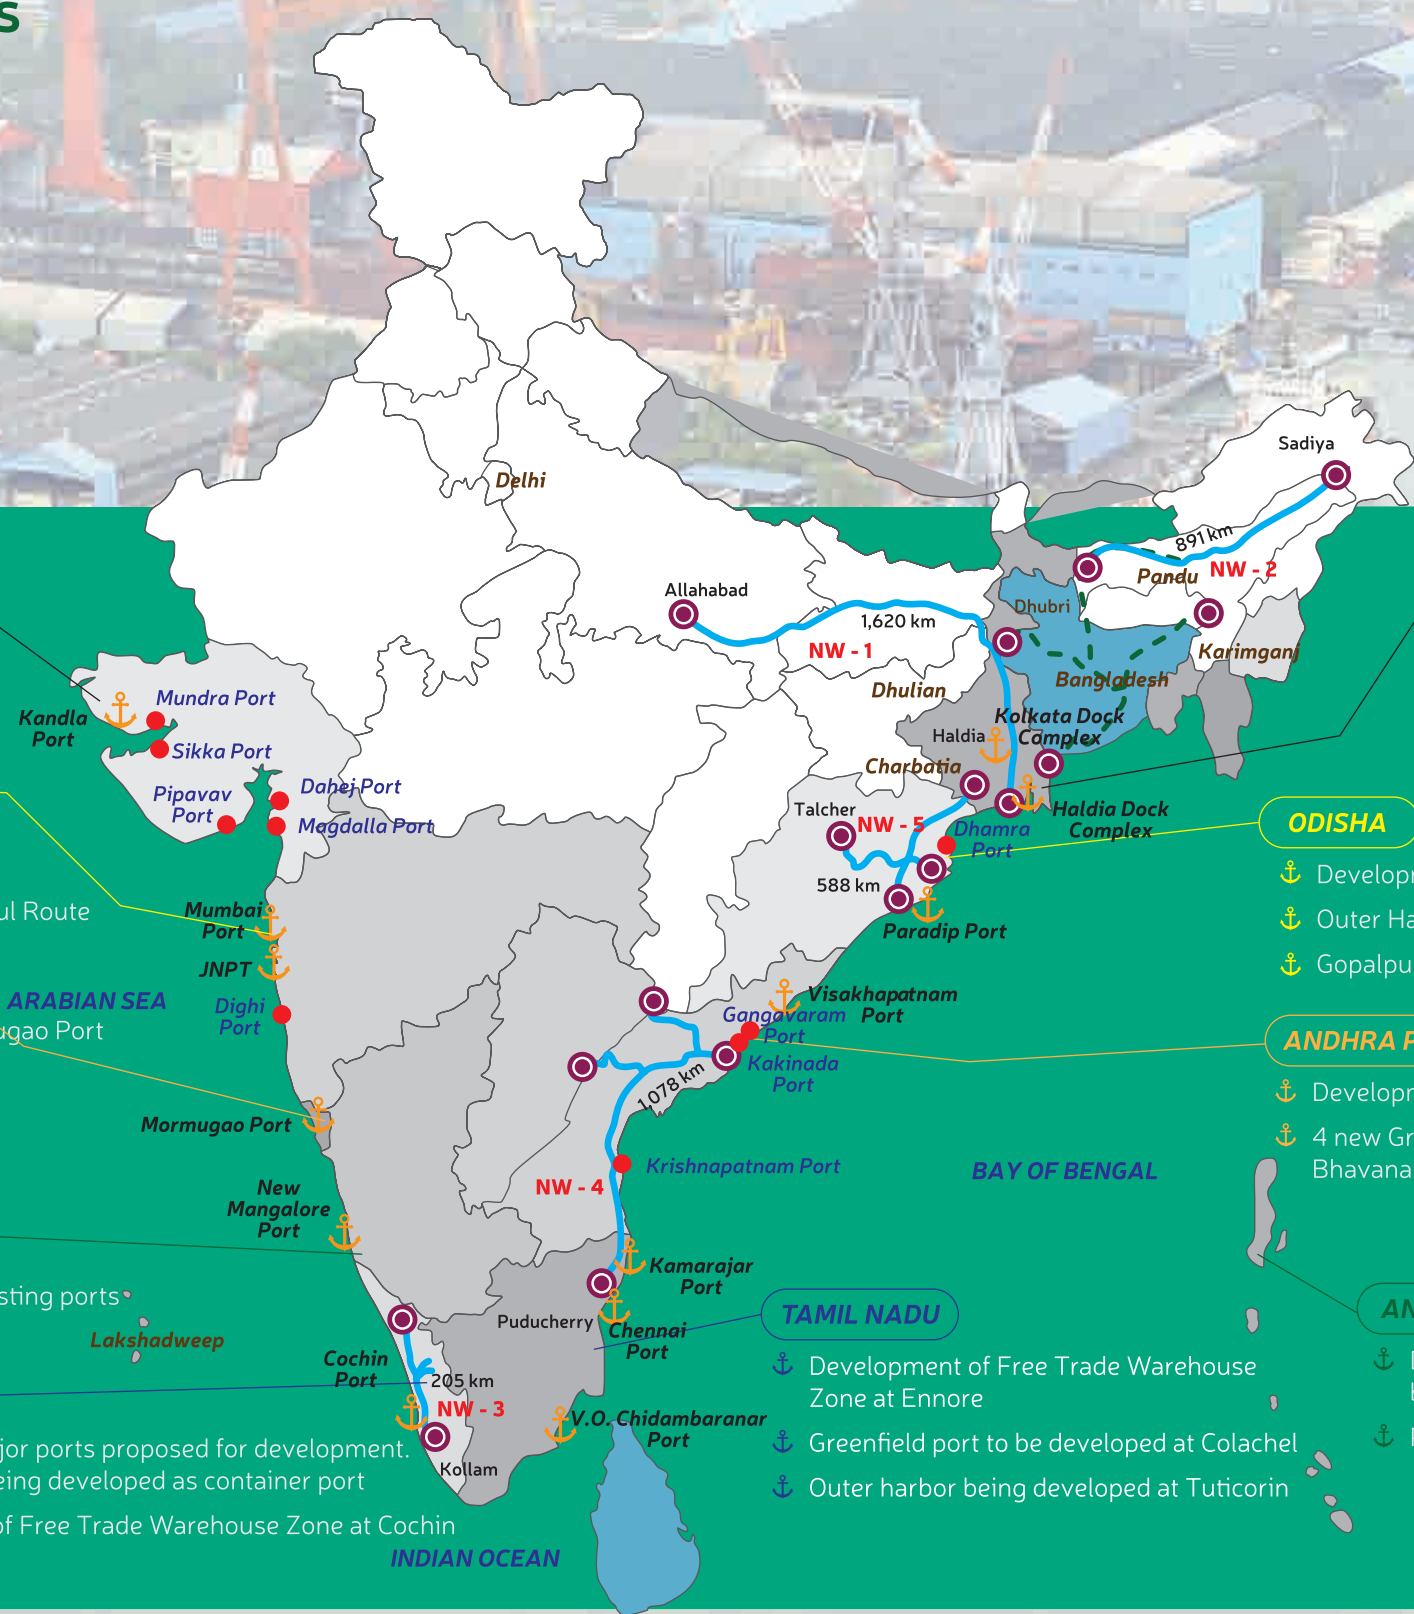 S
Sadiya
Delhi
891 km
Pandu
NW - 2
Allahabad
Dhubri
1,620 km
NW - 1
Karimganj
Bangladesh
Dhulian
Mundra Port
Kandla
Port
Kolkata Dock
Complex
Haldia
Sikka Port
Charbatia
Dahej Port
Pipavav
Port
Magdalla Port
Talcher
NW - 5
Haldia Dock
Complex
Dhamra
Port
ODISHA
588 km
Developr
ul Route
Mumbai
Port
Outer Ha
Paradip Port
JNPT
Gopalpu
ARABIAN SEA
Dighi
Port
Visakhapatnam
Port
Gangavaram
Port
agao Port
ANDHRA P
Kakinada
Port
1,078 km
Developr
Mormugao Port
4 new Gr
Bhavana
Krishnapatnam Port
BAY OF BENGAL
NW - 4
New
Mangalore
Port
Kamarajar
Port
sting ports
TAMIL NADU
AN
Puducherry
Chennai
Port
Lakshadweep
Cochin
Port
Development of Free Trade Warehouse
Zone at Ennore
205 km
NW - 3
V.O. Chidambaranar
Port
Greenfield port to be developed at Colachel
jor ports proposed for development.
Kollam
eing developed as container port
Outer harbor being developed at Tuticorin
of Free Trade Warehouse Zone at Cochin
INDIAN OCEAN